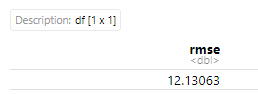 Description: df [1 x 1]
rmse
<dbl>
12.13063